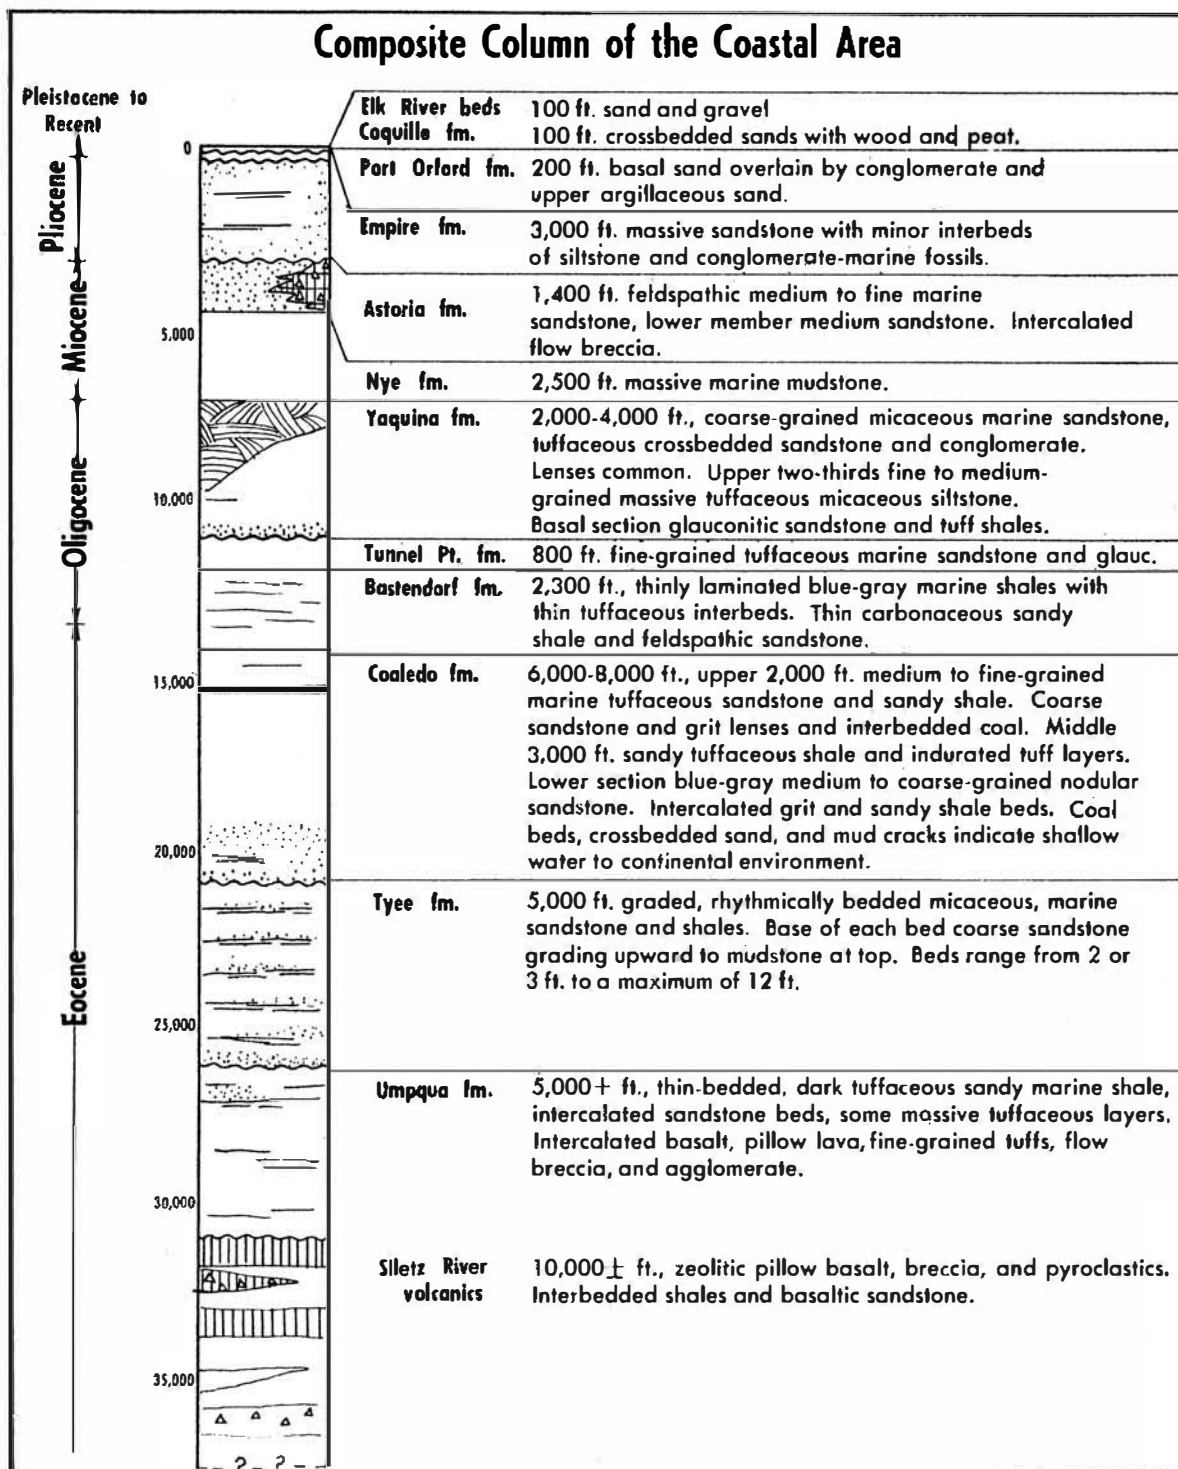 Composite Column of the Coastal Area
Pleistocene to
Recent
Pliocene
Miocene
Oligocene
Eocene
0
5,000
10,000
15,000
20,000
25,000
30,000
35,000
Elk River beds 100 ft. sand and gravel
Coquille fm. 100 ft. crossbedded sands with wood and peat.
Port Orford fm. 200 ft. basal sand overlain by conglomerate and
upper argillaceous sand.
Empire fm. 3,000 ft. massive sandstone with minor interbeds
of siltstone and conglomerate-marine fossils.
Astoria fm. 1,400 ft. feldspathic medium to fine marine
sandstone, lower member medium sandstone. Intercalated
flow breccia.
Nye fm. 2,500 ft. massive marine mudstone.
Yaquina fm. 2,000-4,000 ft., coarse-grained micaceous marine sandstone,
tuffaceous crossbedded sandstone and conglomerate.
Lenses common. Upper two-thirds fine to medium-
grained massive tuffaceous micaceous siltstone.
Basal section glauconitic sandstone and tuff shales.
Tunnel Pt. fm. 800 ft. fine-grained tuffaceous marine sandstone and glauc.
Bastendorf fm. 2,300 ft., thinly laminated blue-gray marine shales with
thin tuffaceous interbeds. Thin carbonaceous sandy
shale and feldspathic sandstone.
Coaledo fm. 6,000-8,000 ft., upper 2,000 ft. medium to fine-grained
marine tuffaceous sandstone and sandy shale. Coarse
sandstone and grit lenses and interbedded coal. Middle
3,000 ft. sandy tuffaceous shale and indurated tuff layers.
Lower section blue-gray medium to coarse-grained nodular
sandstone. Intercalated grit and sandy shale beds. Coal
beds, crossbedded sand, and mud cracks indicate shallow
water to continental environment.
Tyee fm. 5,000 ft. graded, rhythmically bedded micaceous, marine
sandstone and shales. Base of each bed coarse sandstone
grading upward to mudstone at top. Beds range from 2 or
3 ft. to a maximum of 12 ft.
Umpqua fm. 5,000+ ft., thin-bedded, dark tuffaceous sandy marine shale,
intercalated sandstone beds, some massive tuffaceous layers.
Intercalated basalt, pillow lava, fine-grained tuffs, flow
breccia, and agglomerate.
Siletz River 10,000± ft., zeolitic pillow basalt, breccia, and pyroclastics.
volcanics Interbedded shales and basaltic sandstone.
? ?